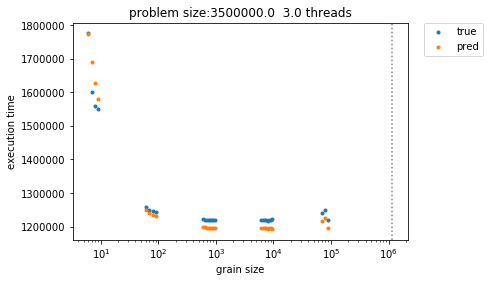 problem size:3500000.0  3.0 threads
true
pred
execution time
1800000
1700000
1600000
1500000
1400000
1300000
1200000
10¹
10²
10³
10⁴
10⁵
10⁶
grain size